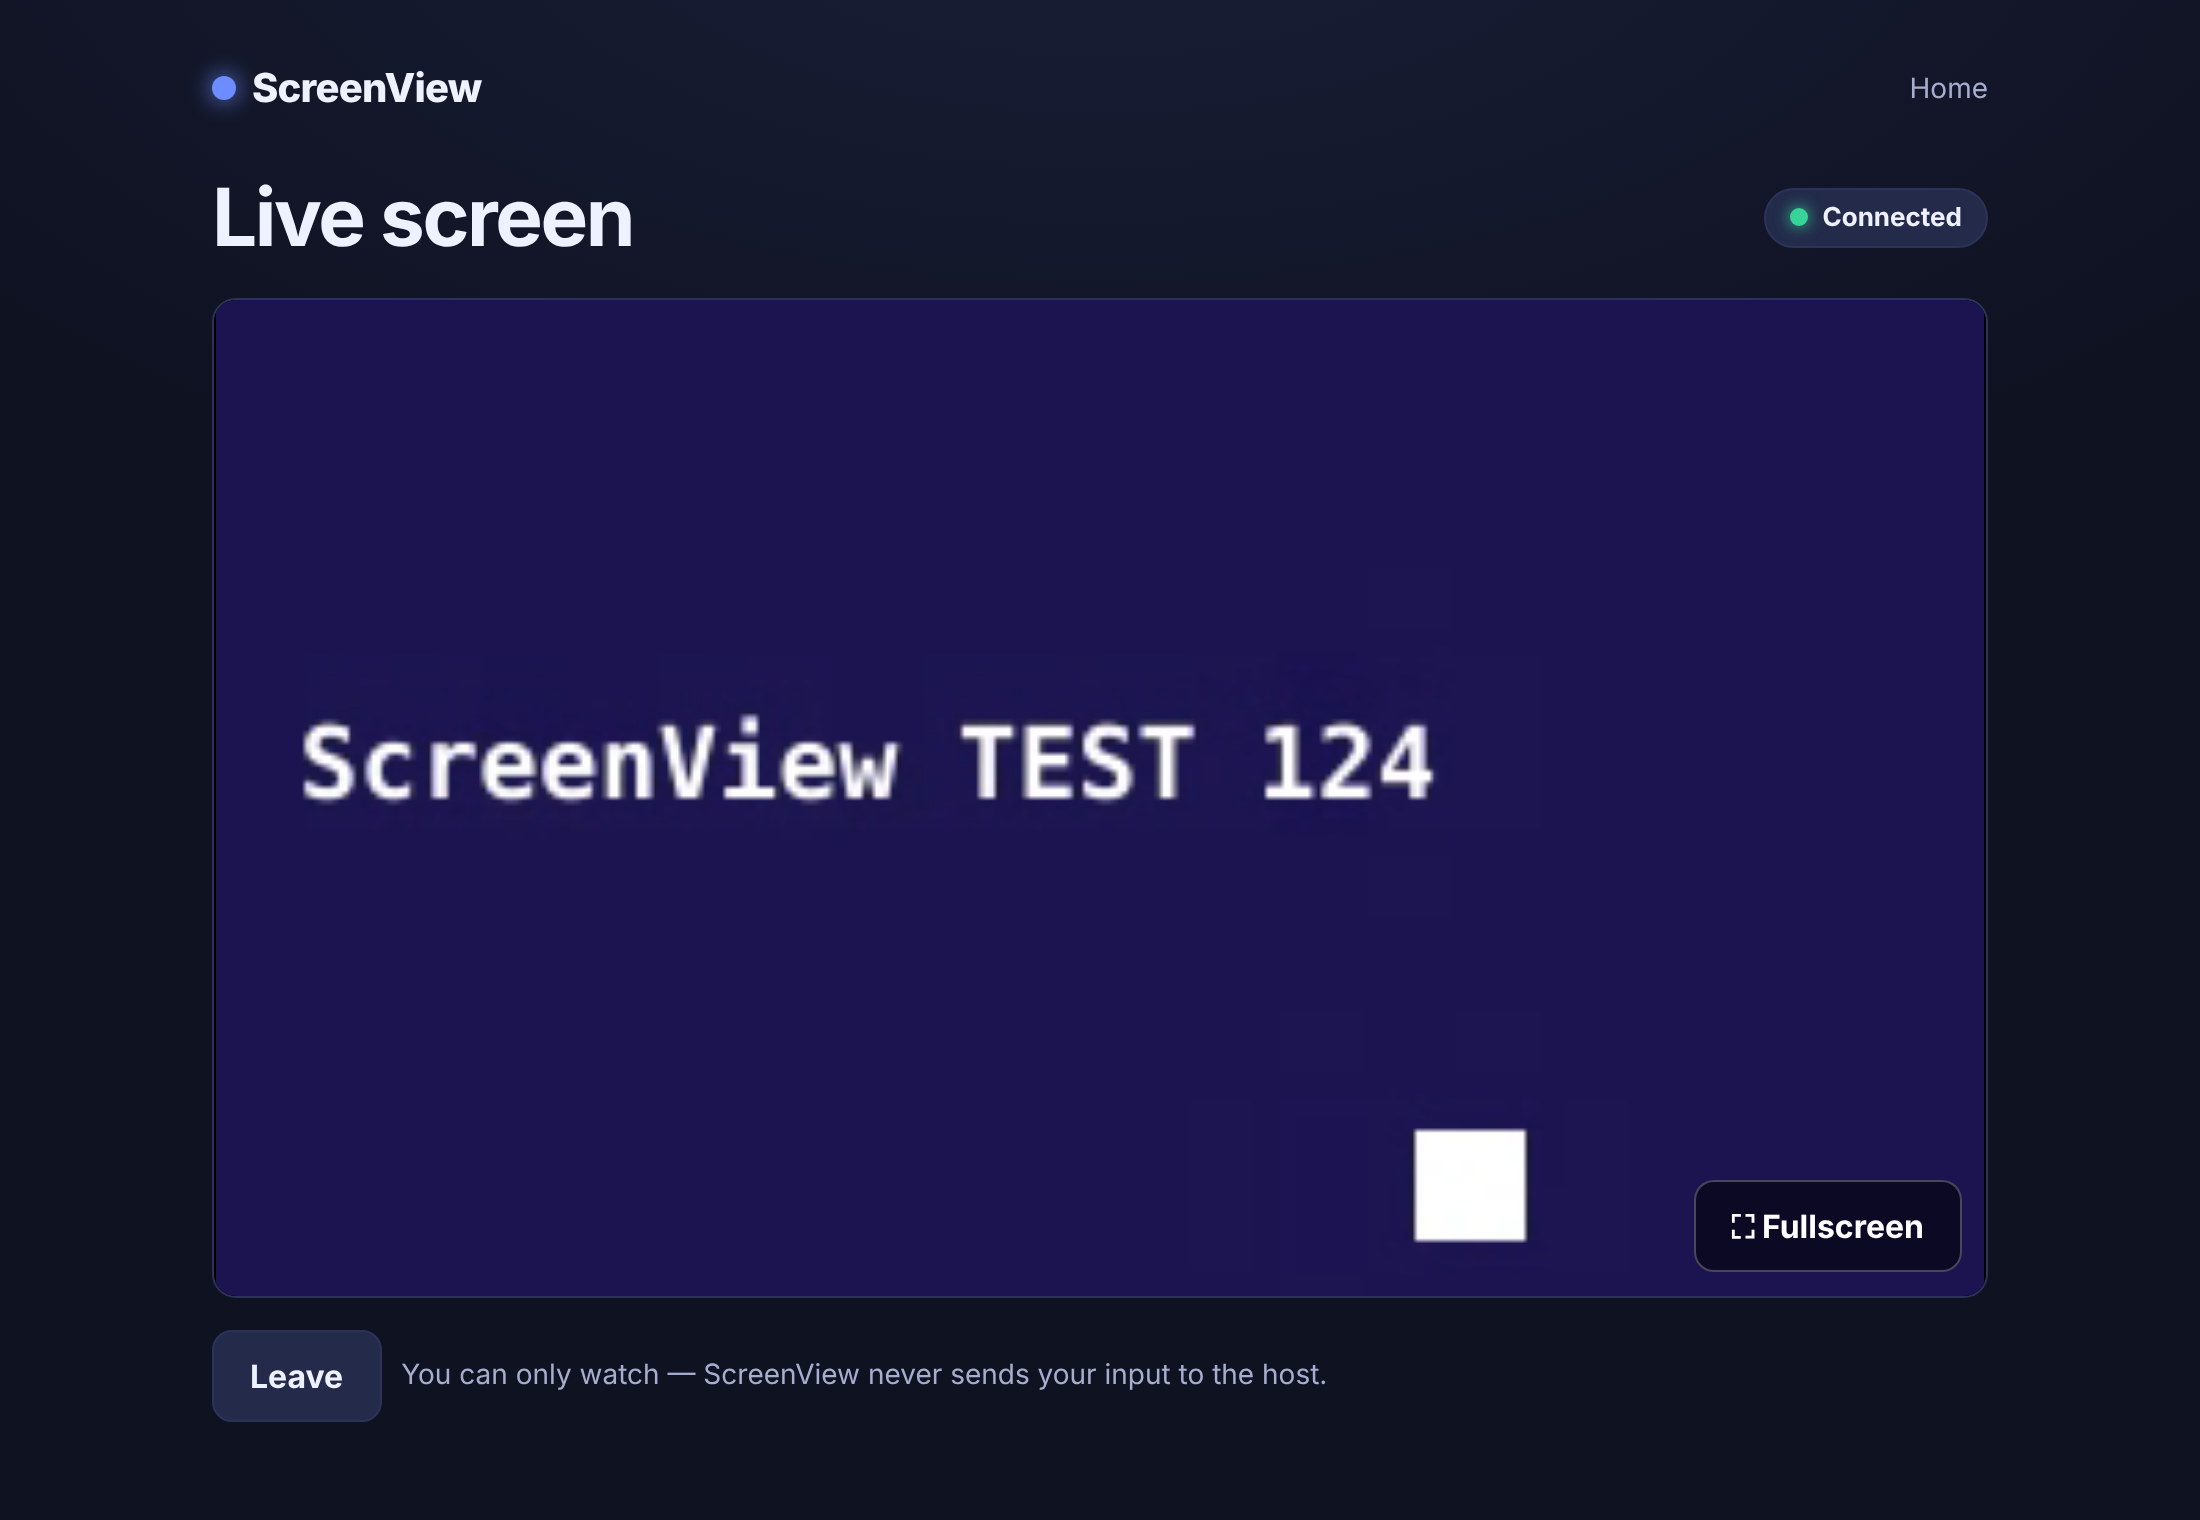 ScreenView
Home
Live screen
Connected
ScreenView TEST 124
Fullscreen
Leave
You can only watch — ScreenView never sends your input to the host.